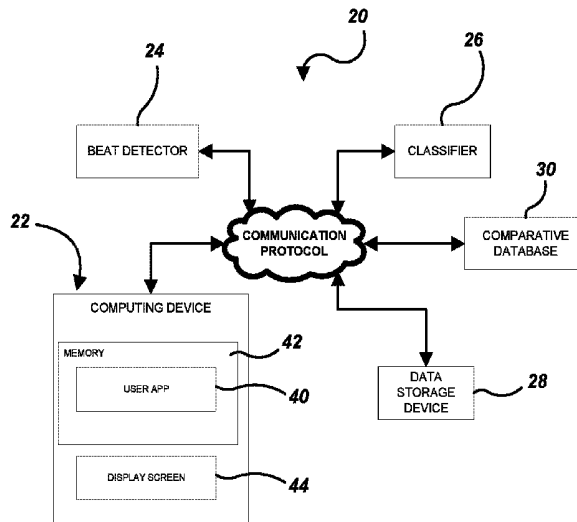 20
24
26
BEAT DETECTOR
CLASSIFIER
30
COMMUNICATION
PROTOCOL
COMPARATIVE
DATABASE
22
COMPUTING DEVICE
MEMORY
42
USER APP
40
DATA
STORAGE
DEVICE
28
DISPLAY SCREEN
44